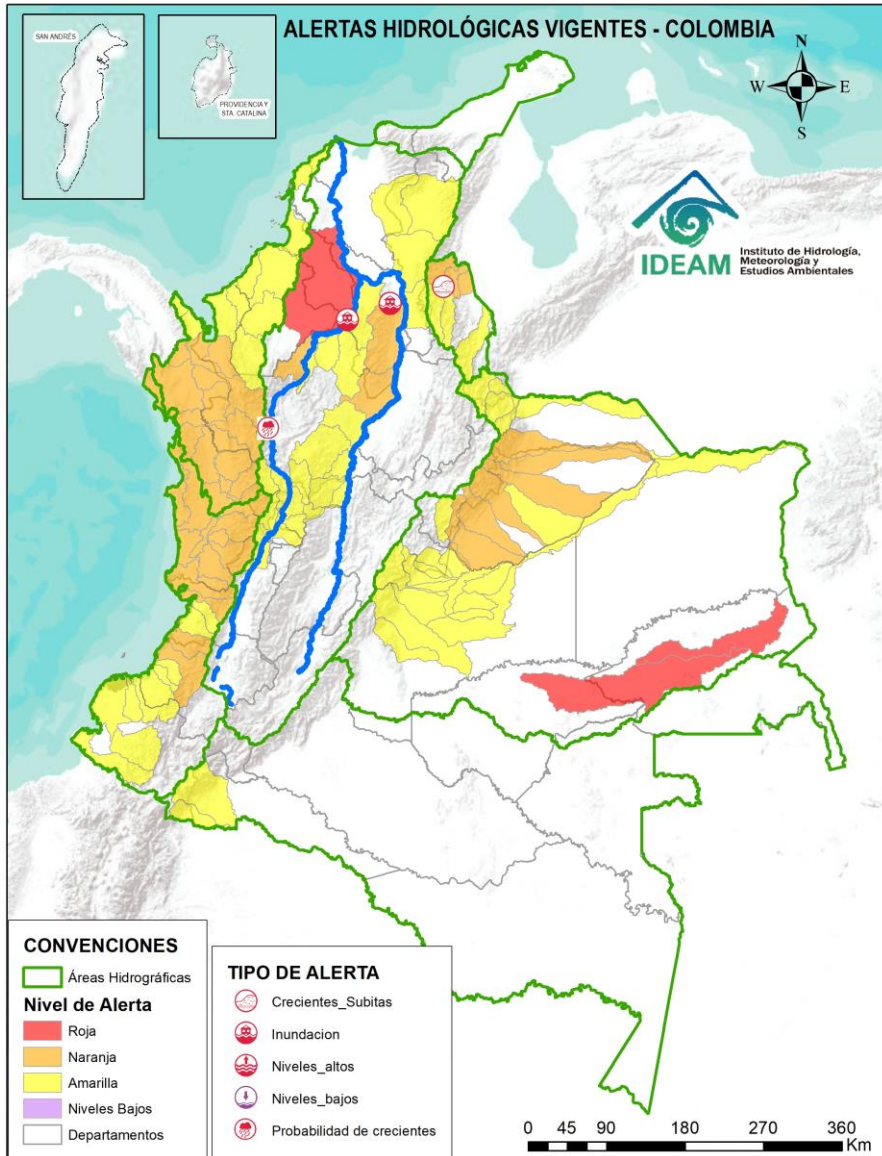 ALERTAS HIDROLÓGICAS VIGENTES - COLOMBIA
SAN ANDRÉS
PROVIDENCIA Y
STA. CATALINA
N
W
E
S
IDEAM
Instituto de Hidrología,
Meteorología y
Estudios Ambientales
CONVENCIONES
Áreas Hidrográficas
Nivel de Alerta
Roja
Naranja
Amarilla
Niveles Bajos
Departamentos
TIPO DE ALERTA
Crecientes_Subitas
Inundacion
Niveles_altos
Niveles_bajos
Probabilidad de crecientes
0 45 90 180 270 360
Km